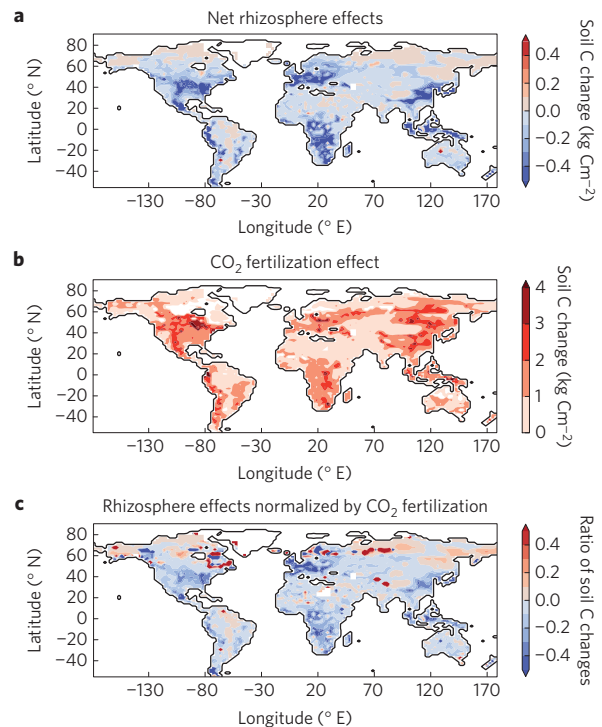 a
Net rhizosphere effects
80
60
40
20
0
−20
−40
Latitude (° N)
−130 −80 −30 20 70 120 170
Longitude (° E)
0.4
0.2
0.0
−0.2
−0.4
Soil C change (kg Cm−2)
b
CO2 fertilization effect
80
60
40
20
0
−20
−40
Latitude (° N)
−130 −80 −30 20 70 120 170
Longitude (° E)
4
3
2
1
0
Soil C change (kg Cm−2)
c
Rhizosphere effects normalized by CO2 fertilization
80
60
40
20
0
−20
−40
Latitude (° N)
−130 −80 −30 20 70 120 170
Longitude (° E)
0.4
0.2
0.0
−0.2
−0.4
Ratio of soil C changes